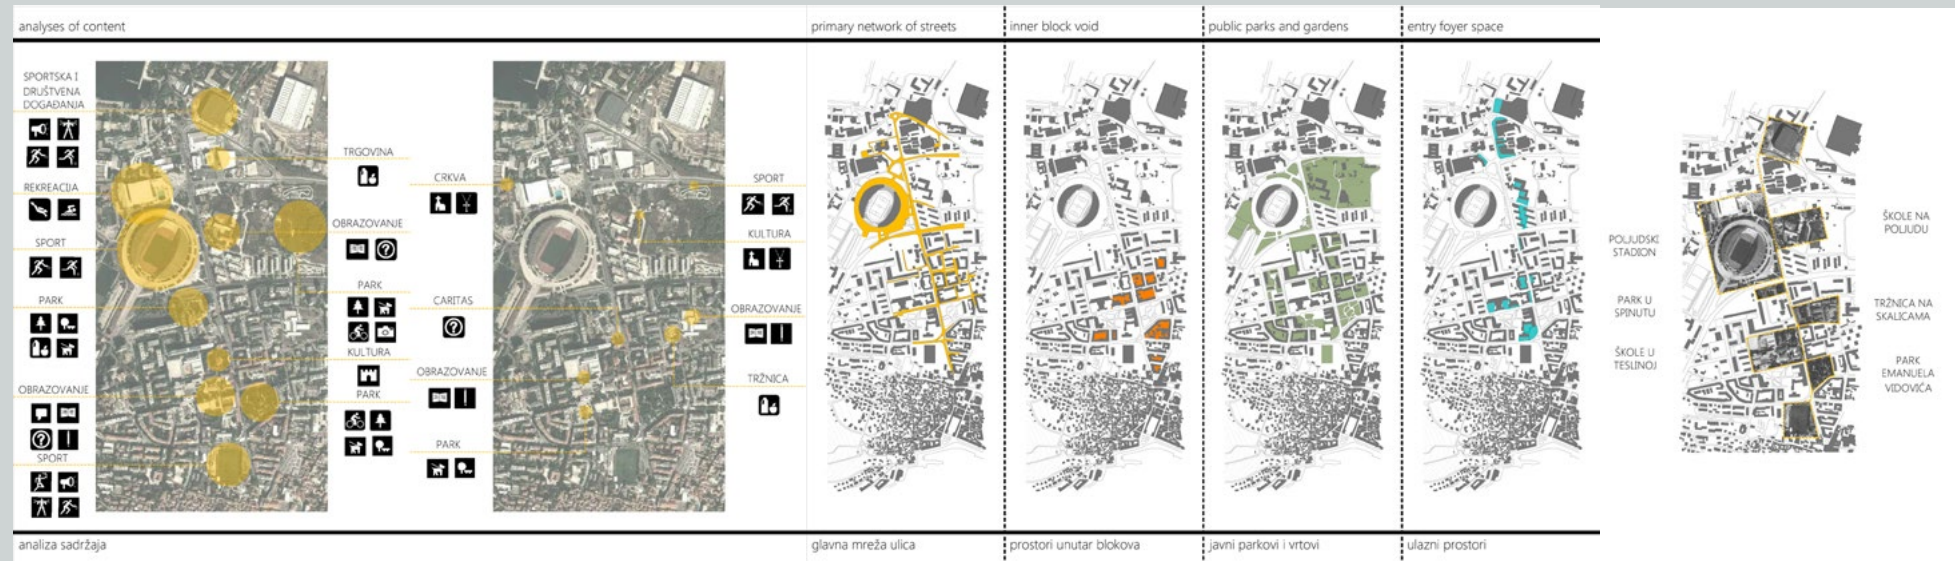 analyses of content
primary network of streets
inner block void
public parks and gardens
entry foyer space
SPORTSKA I
DRUŠTVENA
DOGAĐANJA
REKREACIJA
SPORT
PARK
OBRAZOVANJE
SPORT
TRGOVINA
OBRAZOVANJE
PARK
KULTURA
PARK
CRKVA
CARITAS
OBRAZOVANJE
PARK
SPORT
KULTURA
OBRAZOVANJE
TRŽNICA
POLJUDSKI
STADION
PARK U
SPINUTU
ŠKOLE U
TESLINOJ
ŠKOLE NA
POLJUDU
TRŽNICA NA
SKALICAMA
PARK
EMANUELA
VIDOVIĆA
analiza sadržaja
glavna mreža ulica
prostori unutar blokova
javni parkovi i vrtovi
ulazni prostori